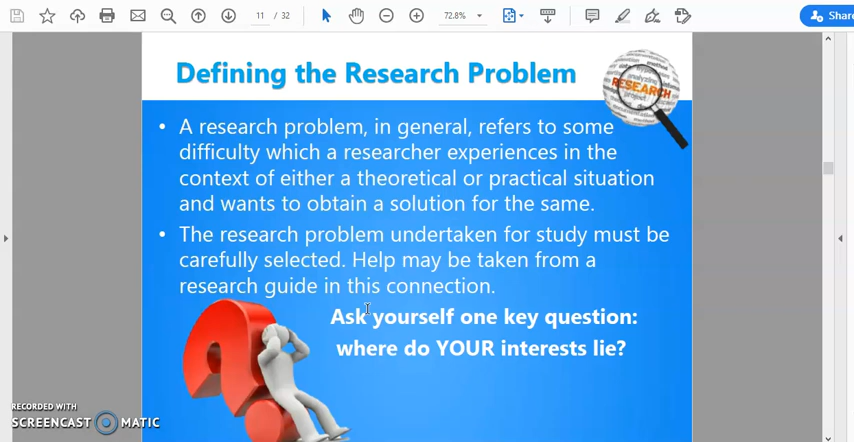 11 / 32
72.8%
Share
Defining the Research Problem
RESEARCH
• A research problem, in general, refers to some
difficulty which a researcher experiences in the
context of either a theoretical or practical situation
and wants to obtain a solution for the same.
• The research problem undertaken for study must be
carefully selected. Help may be taken from a
research guide in this connection.
Ask yourself one key question:
where do YOUR interests lie?
RECORDED WITH
SCREENCAST MATIC